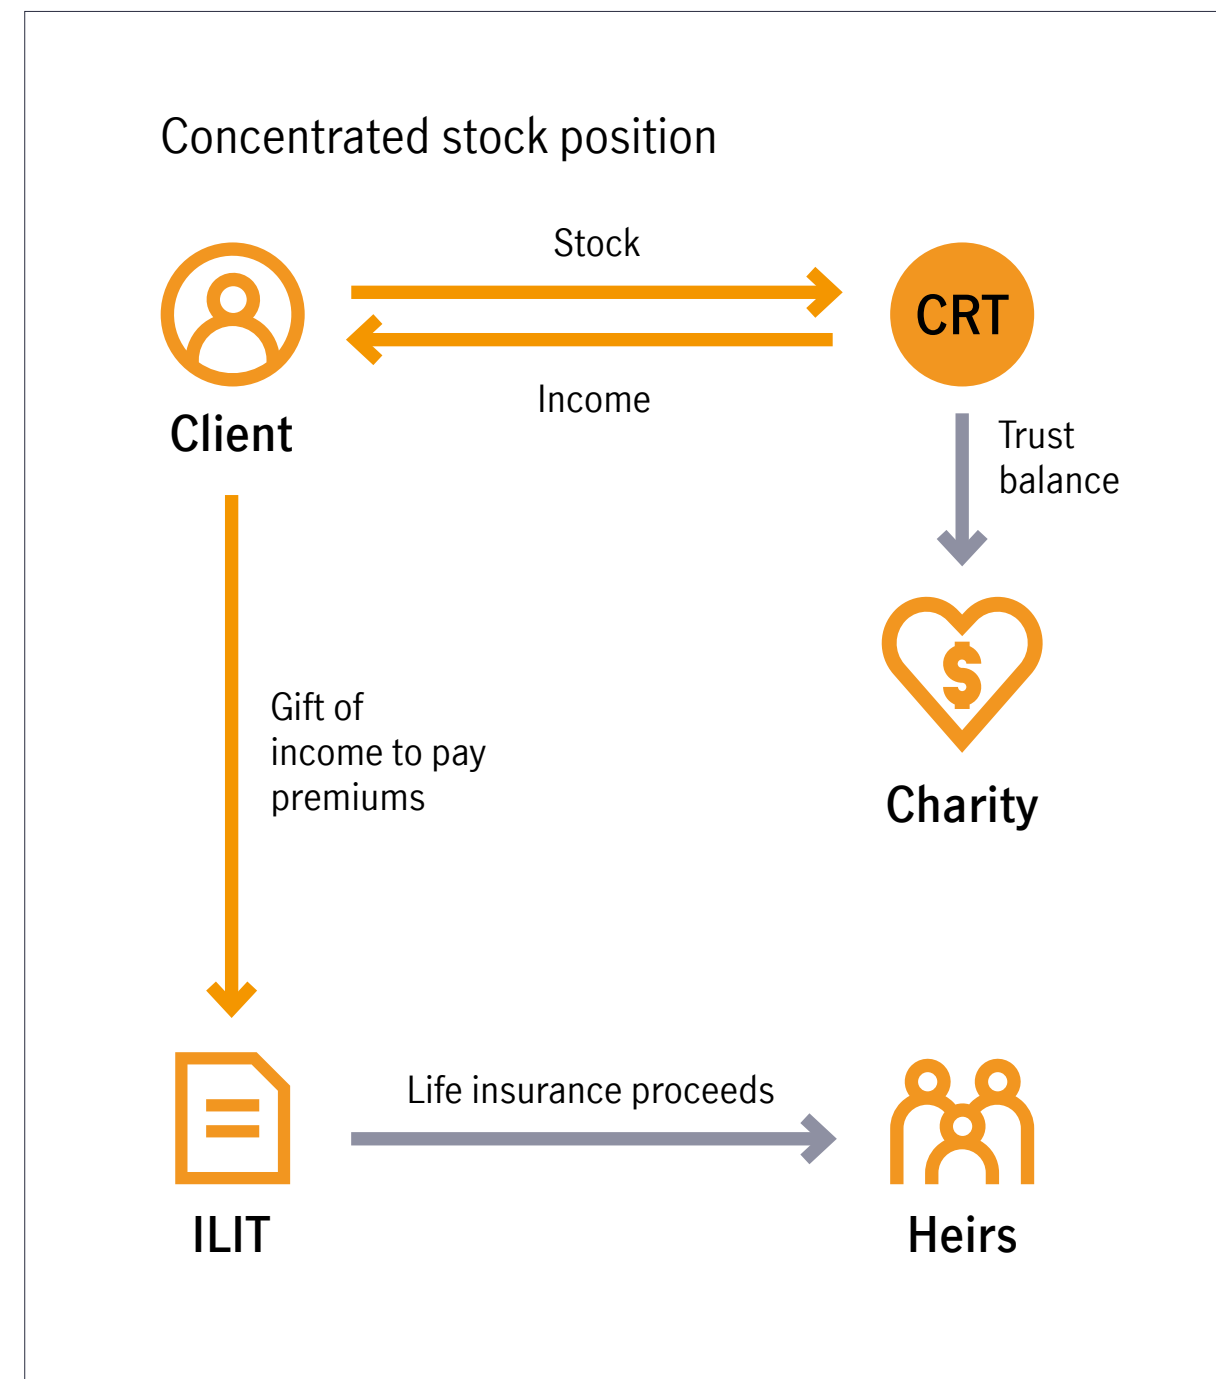 Concentrated stock position
Stock
CRT
Income
Client
Trust
balance
$
Gift of
income to pay
premiums
Charity
Life insurance proceeds
ILIT
Heirs